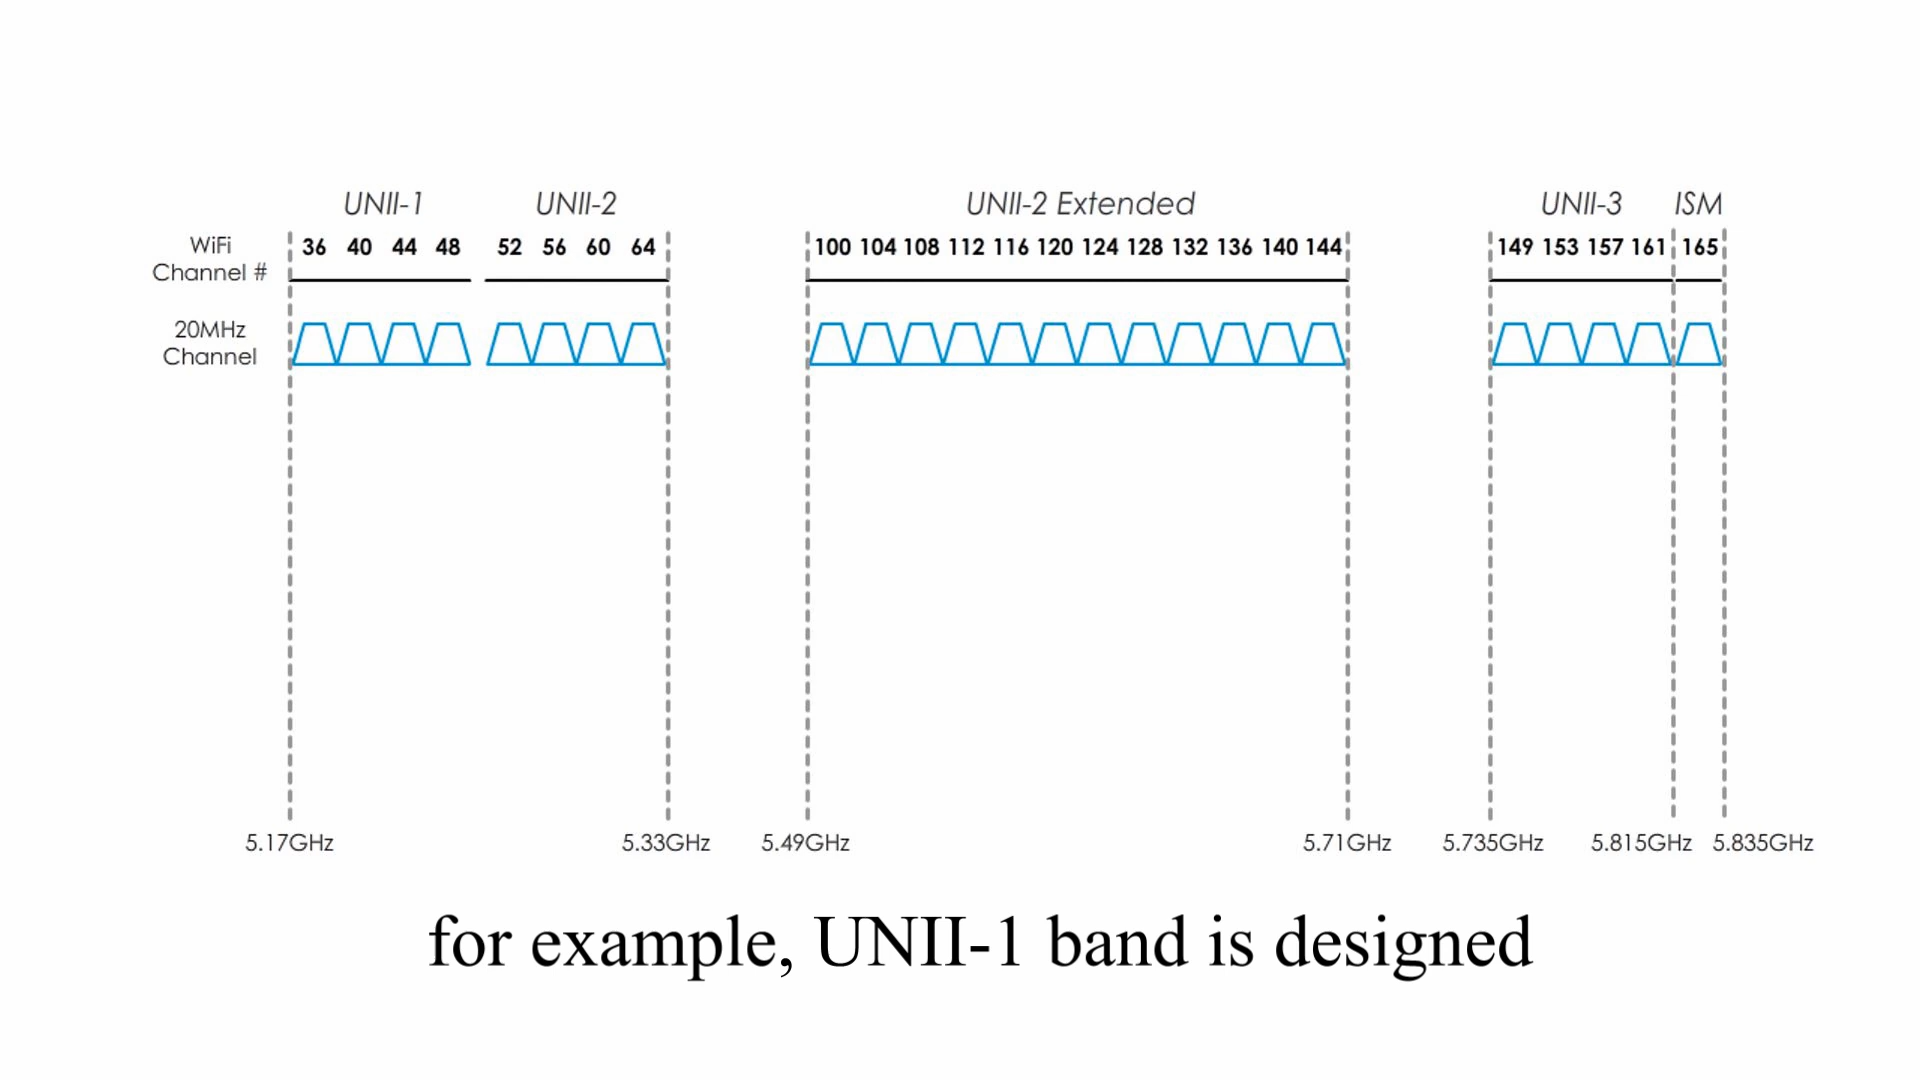 UNII-1 UNII-2 UNII-2 Extended UNII-3 ISM
WiFi
Channel #
36 40 44 48 52 56 60 64 100 104 108 112 116 120 124 128 132 136 140 144 149 153 157 161 165
20MHz
Channel
5.17GHz 5.33GHz 5.49GHz 5.71GHz 5.735GHz 5.815GHz 5.835GHz
for example, UNII-1 band is designed